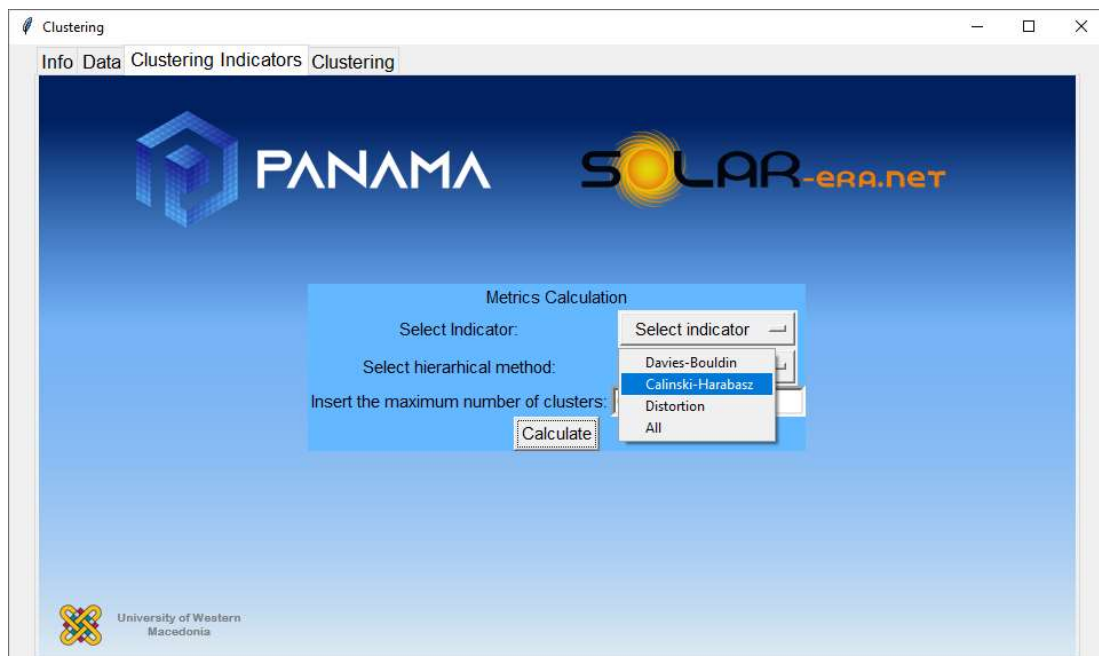 Clustering
Info Data Clustering Indicators Clustering
PANAMA
SOLAR-era.net
Metrics Calculation
Select Indicator: Select indicator
Davies-Bouldin
Select hierarhical method:
Calinski-Harabasz
Insert the maximum number of clusters:
Distortion
All
Calculate
University of Western
Macedonia